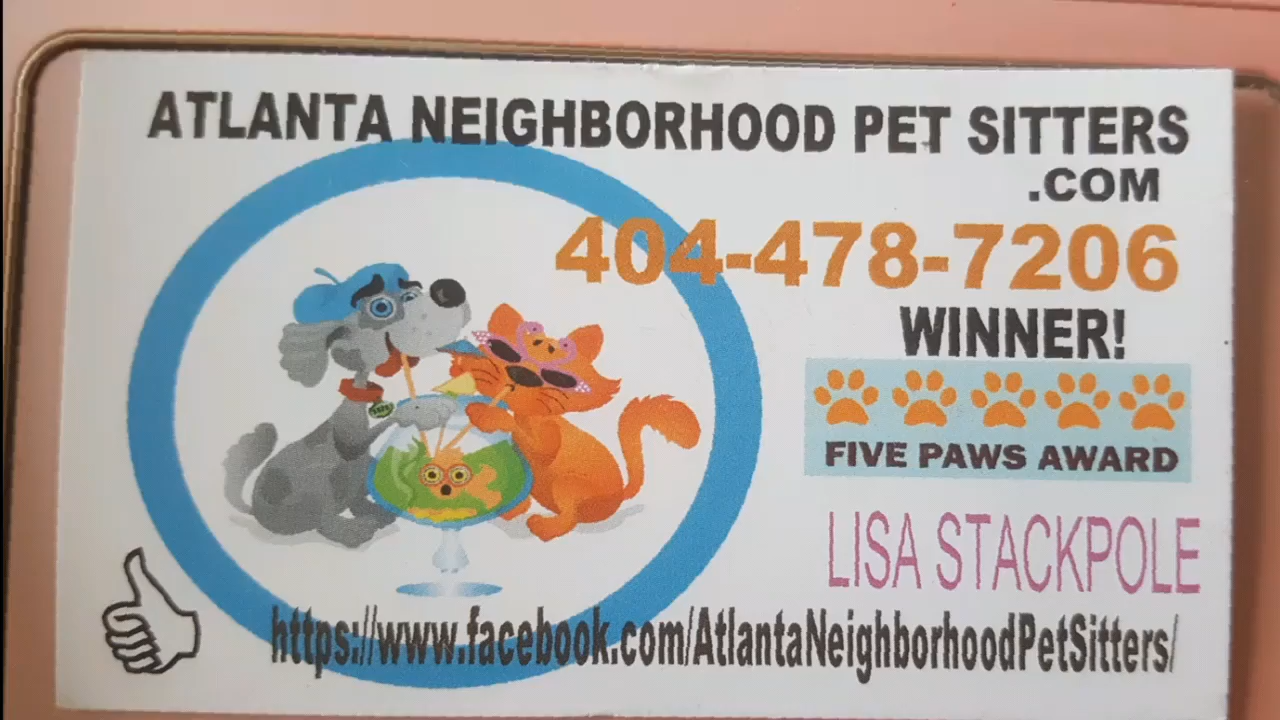 ATLANTA NEIGHBORHOOD PET SITTERS
.COM
404-478-7206
WINNER!
FIVE PAWS AWARD
LISA STACKPOLE
https://www.facebook.com/AtlantaNeighborhoodPetSitters/